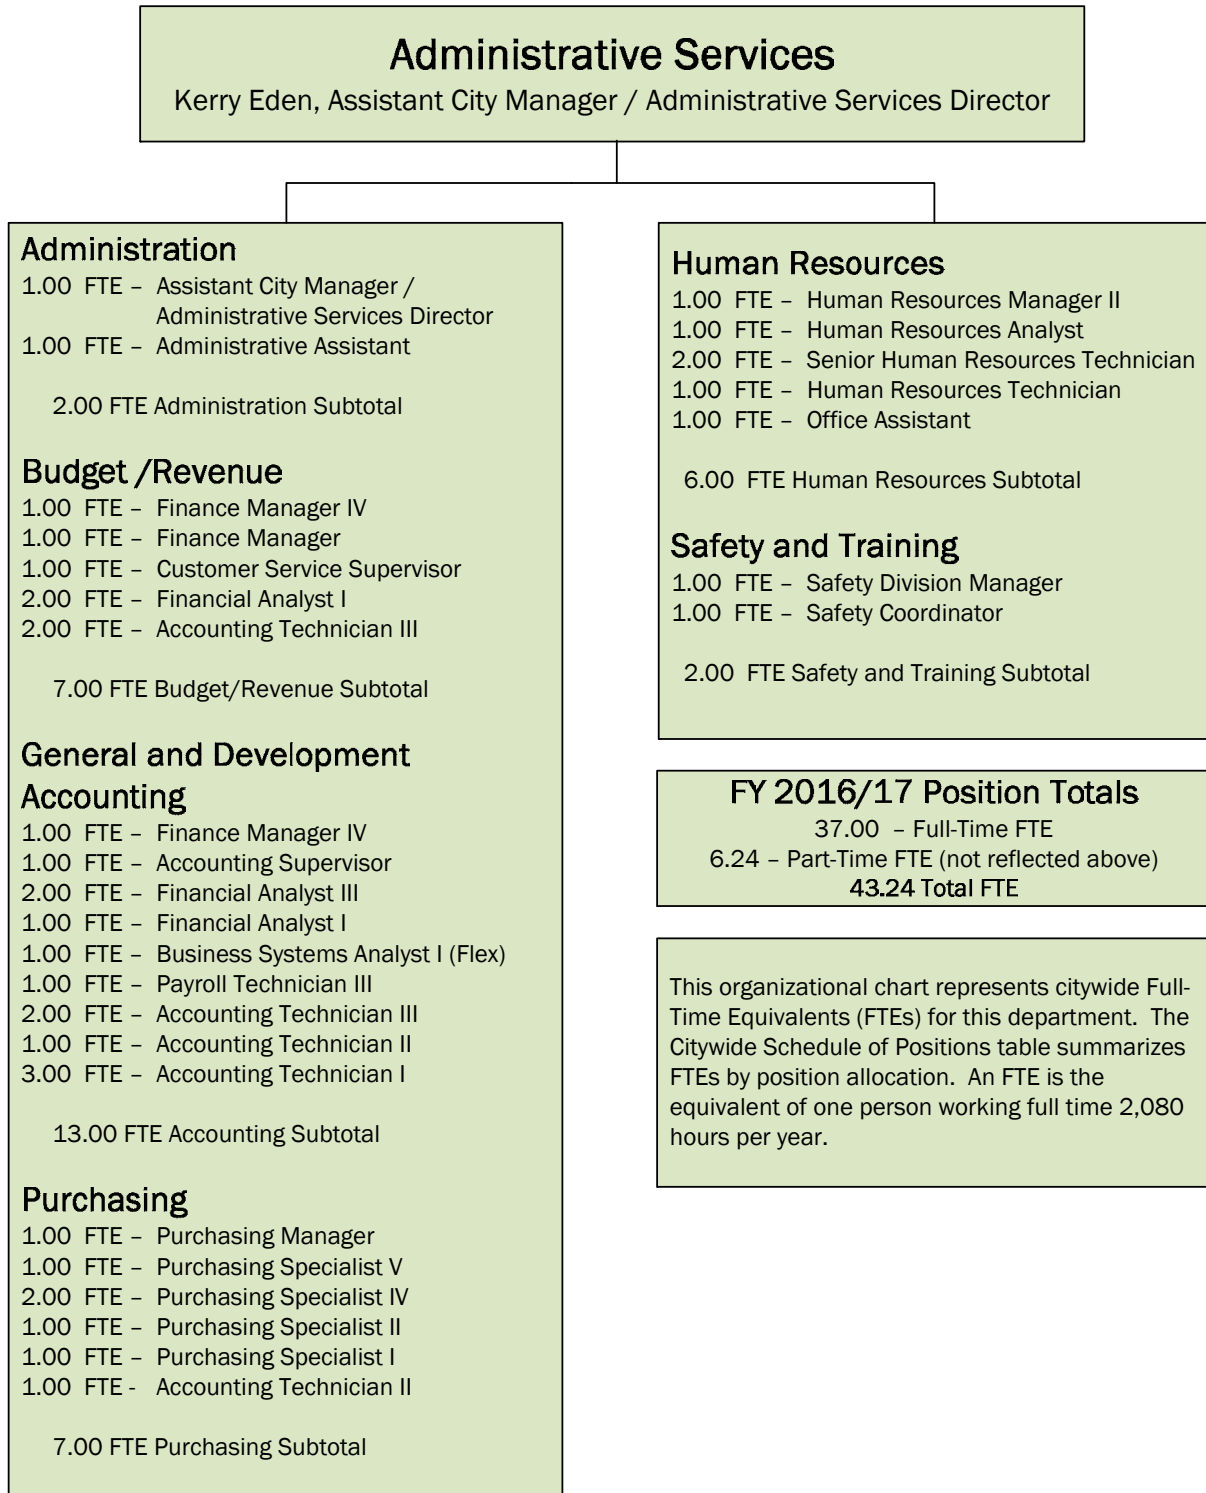 Administrative Services
Kerry Eden, Assistant City Manager / Administrative Services Director
Administration
1.00 FTE – Assistant City Manager /
Administrative Services Director
1.00 FTE – Administrative Assistant
2.00 FTE Administration Subtotal
Budget /Revenue
1.00 FTE – Finance Manager IV
1.00 FTE – Finance Manager
1.00 FTE – Customer Service Supervisor
2.00 FTE – Financial Analyst I
2.00 FTE – Accounting Technician III
7.00 FTE Budget/Revenue Subtotal
General and Development
Accounting
1.00 FTE – Finance Manager IV
1.00 FTE – Accounting Supervisor
2.00 FTE – Financial Analyst III
1.00 FTE – Financial Analyst I
1.00 FTE – Business Systems Analyst I (Flex)
1.00 FTE – Payroll Technician III
2.00 FTE – Accounting Technician III
1.00 FTE – Accounting Technician II
3.00 FTE – Accounting Technician I
13.00 FTE Accounting Subtotal
Purchasing
1.00 FTE – Purchasing Manager
1.00 FTE – Purchasing Specialist V
2.00 FTE – Purchasing Specialist IV
1.00 FTE – Purchasing Specialist II
1.00 FTE – Purchasing Specialist I
1.00 FTE - Accounting Technician II
7.00 FTE Purchasing Subtotal
Human Resources
1.00 FTE – Human Resources Manager II
1.00 FTE – Human Resources Analyst
2.00 FTE – Senior Human Resources Technician
1.00 FTE – Human Resources Technician
1.00 FTE – Office Assistant
6.00 FTE Human Resources Subtotal
Safety and Training
1.00 FTE – Safety Division Manager
1.00 FTE – Safety Coordinator
2.00 FTE Safety and Training Subtotal
FY 2016/17 Position Totals
37.00 – Full-Time FTE
6.24 – Part-Time FTE (not reflected above)
43.24 Total FTE
This organizational chart represents citywide Full-
Time Equivalents (FTEs) for this department. The
Citywide Schedule of Positions table summarizes
FTEs by position allocation. An FTE is the
equivalent of one person working full time 2,080
hours per year.